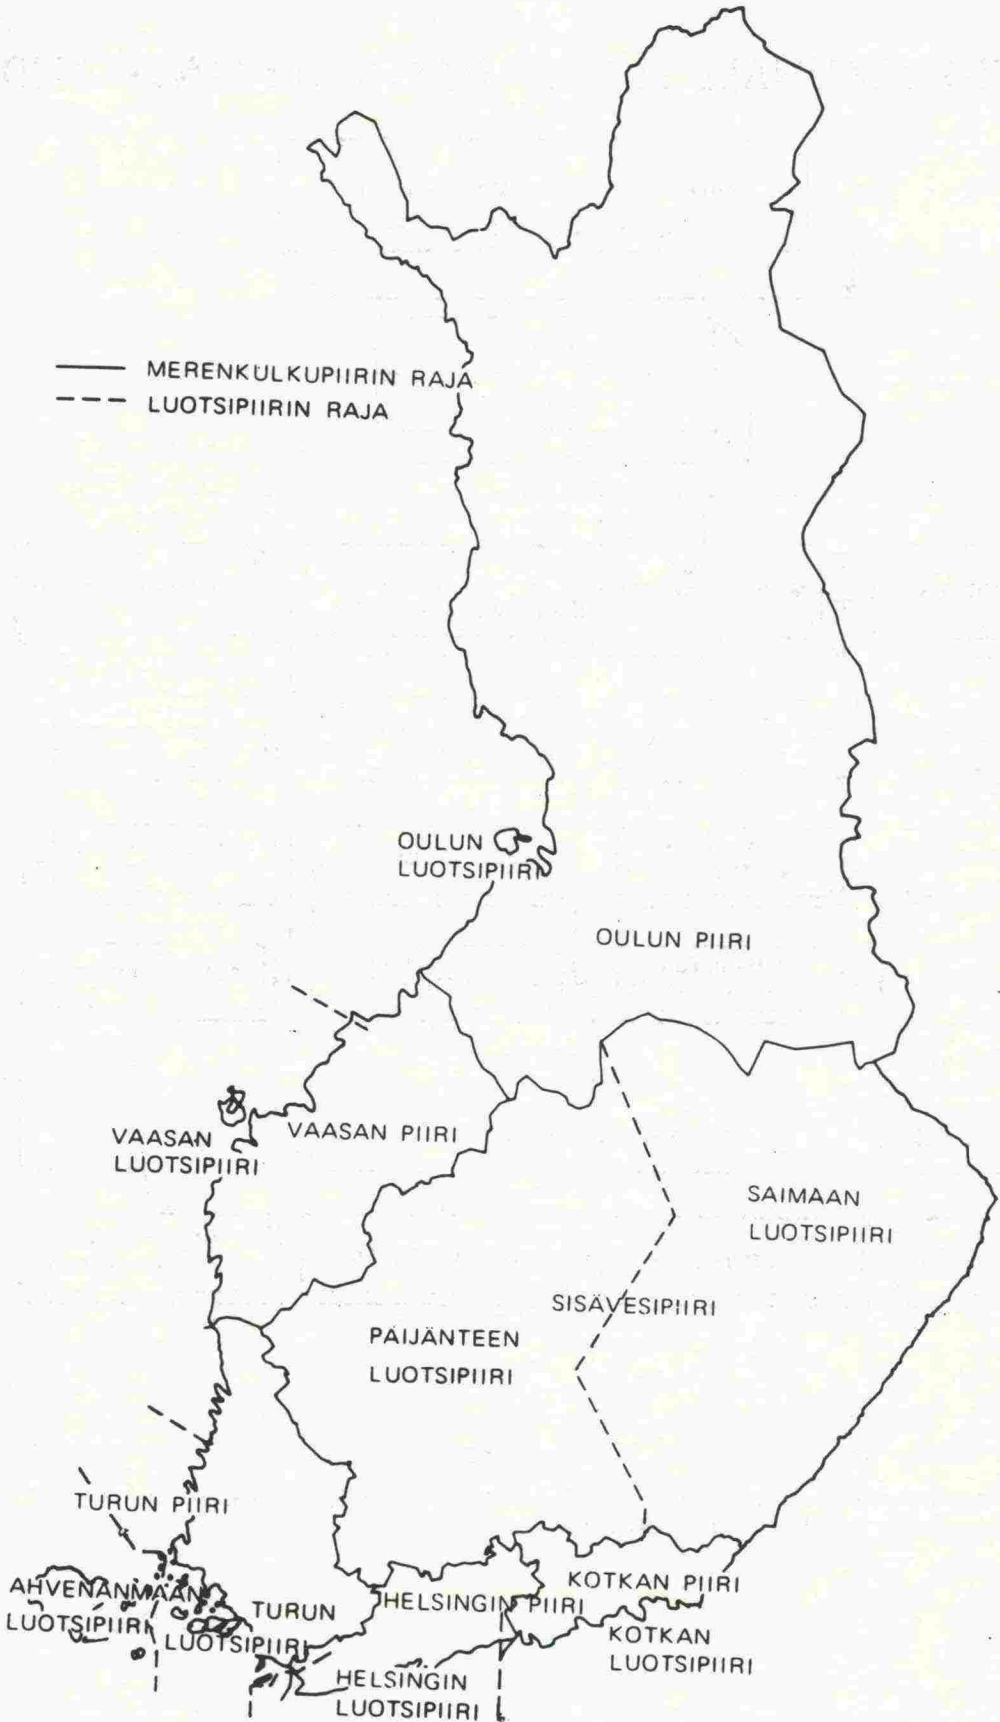 MERENKULKUPIIRIN RAJA
LUOTSIPIIRIN RAJA
OULUN
LUOTSIPIIRI
OULUN PIIRI
VAASAN
LUOTSIPIIRI
VAASAN PIIRI
SAIMAAN
LUOTSIPIIRI
SISÄVESIPIIRI
PÄIJÄNTEEN
LUOTSIPIIRI
TURUN PIIRI
AHVENANMAAN
LUOTSIPIIRI
TURUN
LUOTSIPIIRI
HELSINGIN PIIRI
KOTKAN PIIRI
KOTKAN
LUOTSIPIIRI
HELSINGIN
LUOTSIPIIRI